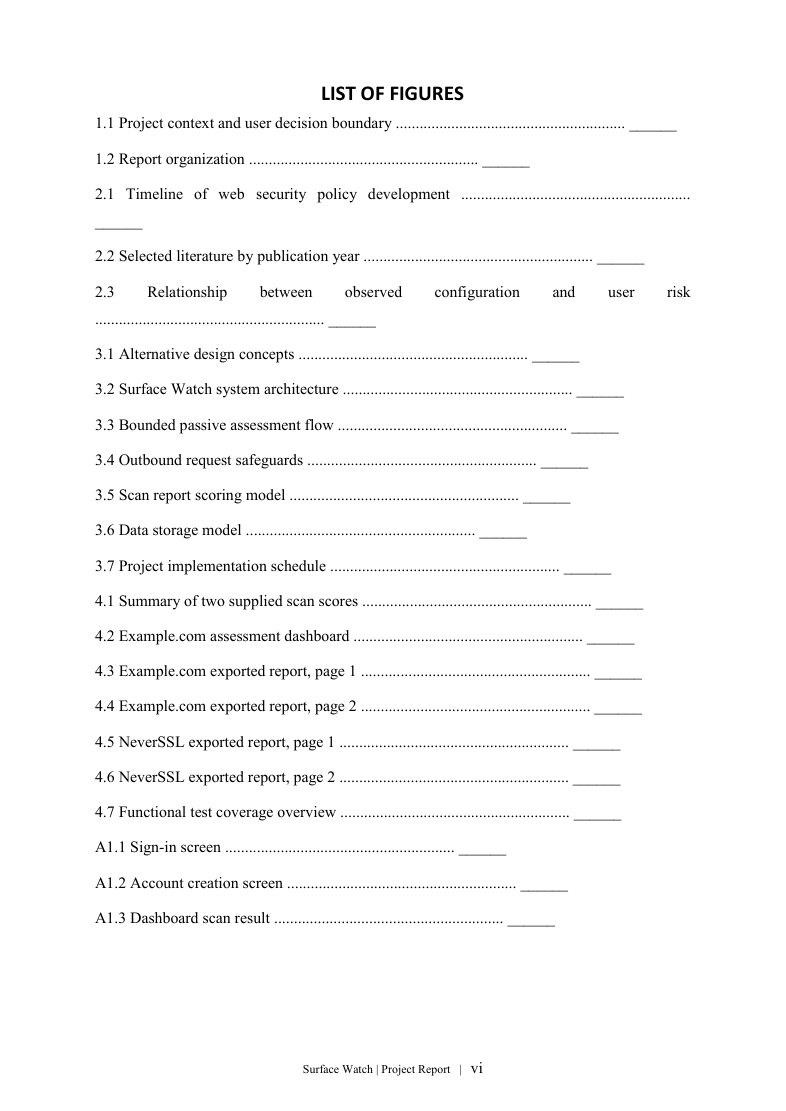 LIST OF FIGURES
1.1 Project context and user decision boundary .......................................................... ______
1.2 Report organization .......................................................... ______
2.1 Timeline of web security policy development ..........................................................
______
2.2 Selected literature by publication year .......................................................... ______
2.3 Relationship between observed configuration and user risk
.......................................................... ______
3.1 Alternative design concepts .......................................................... ______
3.2 Surface Watch system architecture .......................................................... ______
3.3 Bounded passive assessment flow .......................................................... ______
3.4 Outbound request safeguards .......................................................... ______
3.5 Scan report scoring model .......................................................... ______
3.6 Data storage model .......................................................... ______
3.7 Project implementation schedule .......................................................... ______
4.1 Summary of two supplied scan scores .......................................................... ______
4.2 Example.com assessment dashboard .......................................................... ______
4.3 Example.com exported report, page 1 .......................................................... ______
4.4 Example.com exported report, page 2 .......................................................... ______
4.5 NeverSSL exported report, page 1 .......................................................... ______
4.6 NeverSSL exported report, page 2 .......................................................... ______
4.7 Functional test coverage overview .......................................................... ______
A1.1 Sign-in screen .......................................................... ______
A1.2 Account creation screen .......................................................... ______
A1.3 Dashboard scan result .......................................................... ______
Surface Watch | Project Report | vi